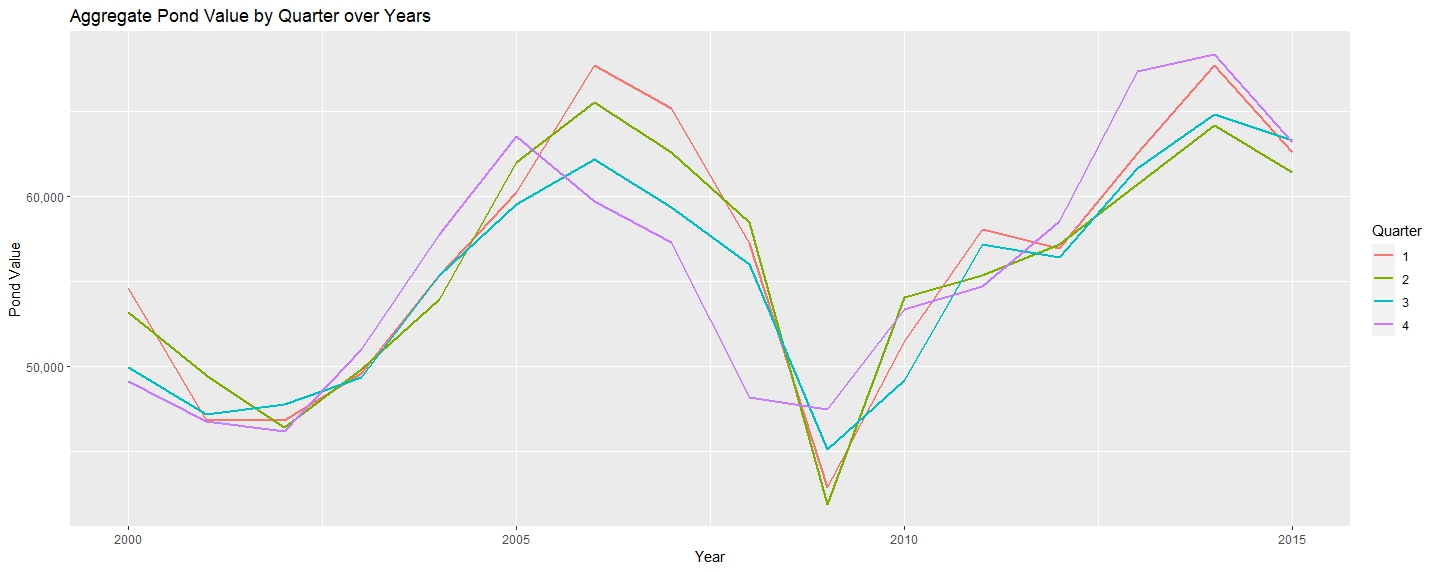 Aggregate Pond Value by Quarter over Years
Pond Value
60,000
50,000
2000 2005 2010 2015
Year
Quarter
1
2
3
4